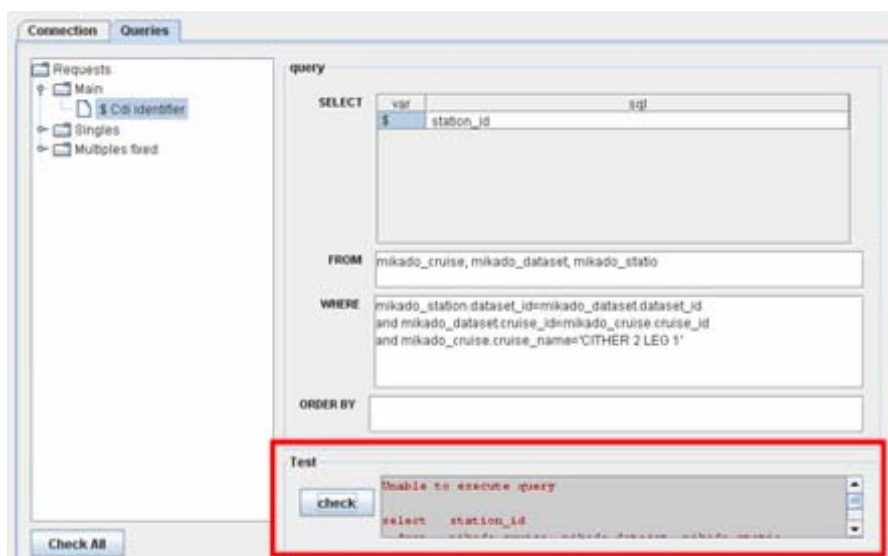 Connection Queries
Requests
Main
$ Cdi identifier
Singles
Multiples fixed
Check All
query
SELECT
var sql
$ station_id
FROM mikado_cruise, mikado_dataset, mikado_statio
WHERE mikado_station.dataset_id=mikado_dataset.dataset_id
and mikado_dataset.cruise_id=mikado_cruise.cruise_id
and mikado_cruise.cruise_name='CITHER 2 LEG 1'
ORDER BY
Test
check
Unable to execute query
select station_id